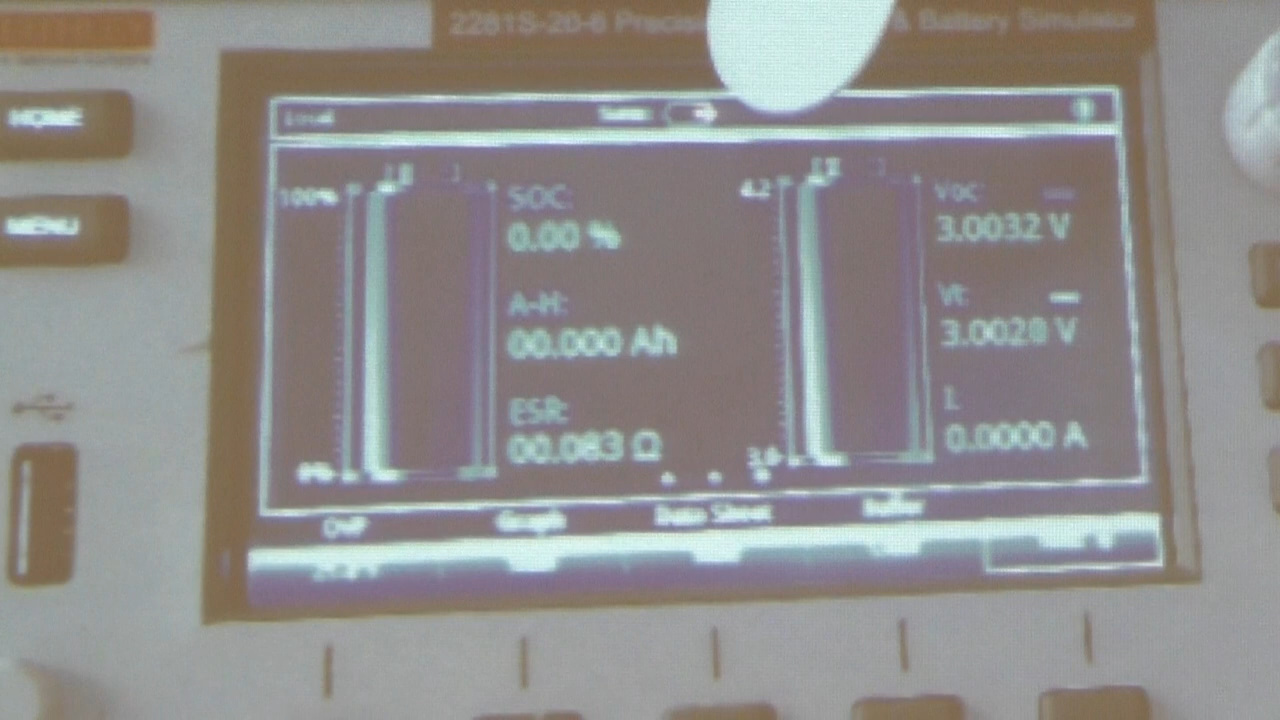 2281S-20-6 Precis
& Battery Simulator
HOME
MENU
Local
100%
0%
SOC:
0.00 %
A-H:
00.000 Ah
ESR:
00.083 Ω
4.2
3.0
Voc:
3.0032 V
Vt:
3.0028 V
I:
0.0000 A
OVP
Graph
Data Sheet
Buffer